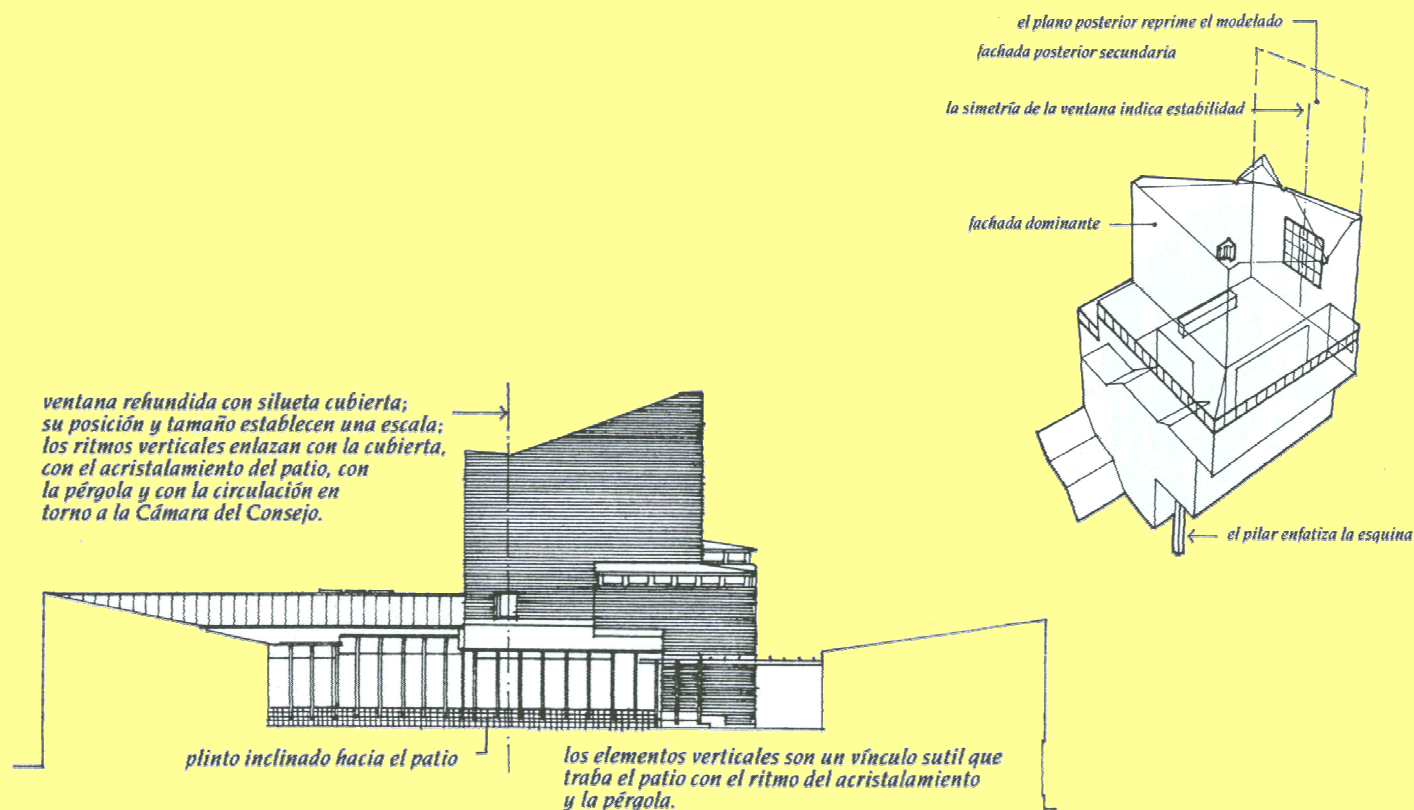 el plano posterior reprime el modelado
fachada posterior secundaria
la simetría de la ventana indica estabilidad
fachada dominante
el pilar enfatiza la esquina
ventana rehundida con silueta cubierta;
su posición y tamaño establecen una escala;
los ritmos verticales enlazan con la cubierta,
con el acristalamiento del patio, con
la pérgola y con la circulación en
torno a la Cámara del Consejo.
plinto inclinado hacia el patio
los elementos verticales son un vínculo sutil que
traba el patio con el ritmo del acristalamiento
y la pérgola.